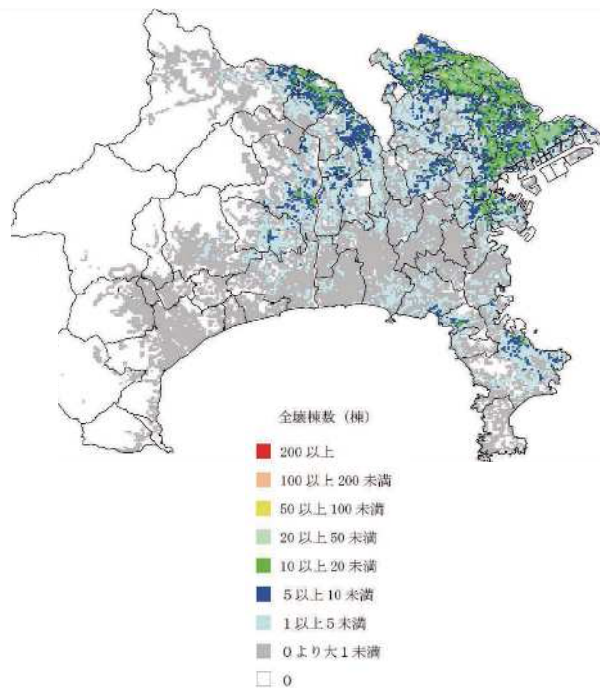 全壊棟数（棟）
200 以上
100 以上 200 未満
50 以上 100 未満
20 以上 50 未満
10 以上 20 未満
5 以上 10 未満
1 以上 5 未満
0 より大 1 未満
0